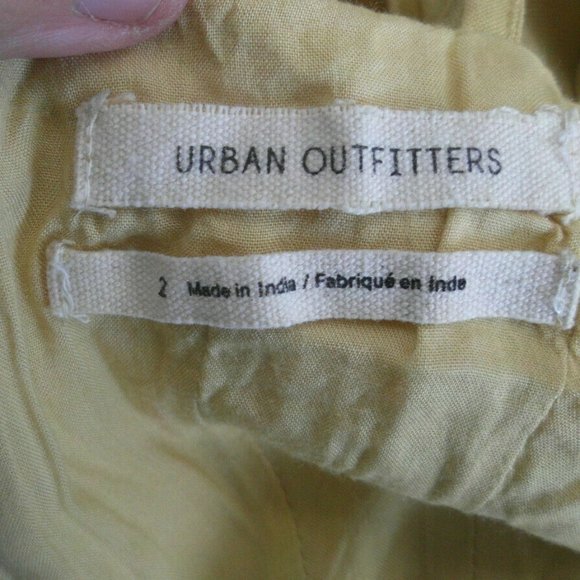 URBAN OUTFITTERS
2 Made in India / Fabriqué en Inde